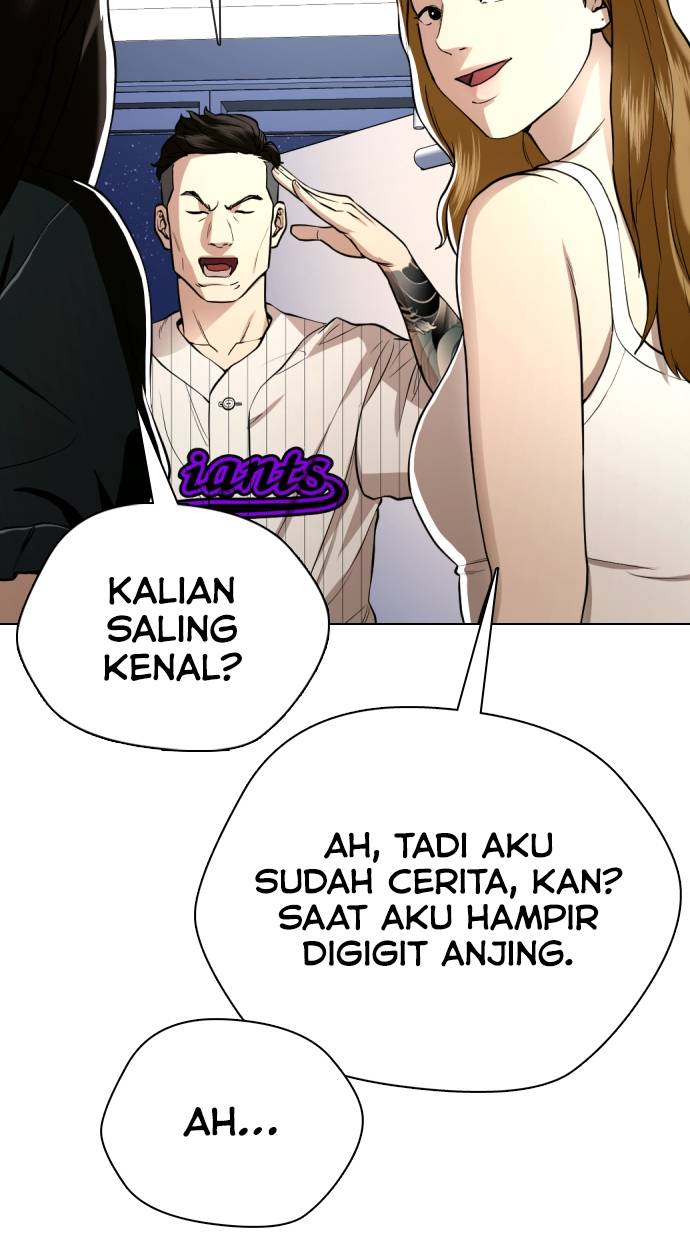 iants
KALIAN
SALING
KENAL?
AH, TADI AKU
SUDAH CERITA, KAN?
SAAT AKU HAMPIR
DIGIGIT ANJING.
AH...